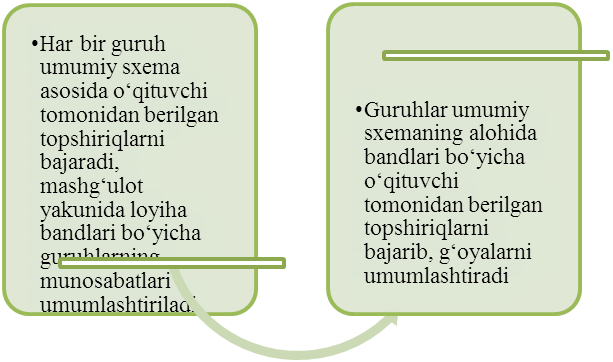 •Har bir guruh
umumiy sxema
asosida o‘qituvchi
tomonidan berilgan
topshiriqlarni
bajaradi,
mashg‘ulot
yakunida loyiha
bandlari bo‘yicha
guruhlarning
munosabatlari
umumlashtiriladi
•Guruhlar umumiy
sxemaning alohida
bandlari bo‘yicha
o‘qituvchi
tomonidan berilgan
topshiriqlarni
bajarib, g‘oyalarni
umumlashtiradi